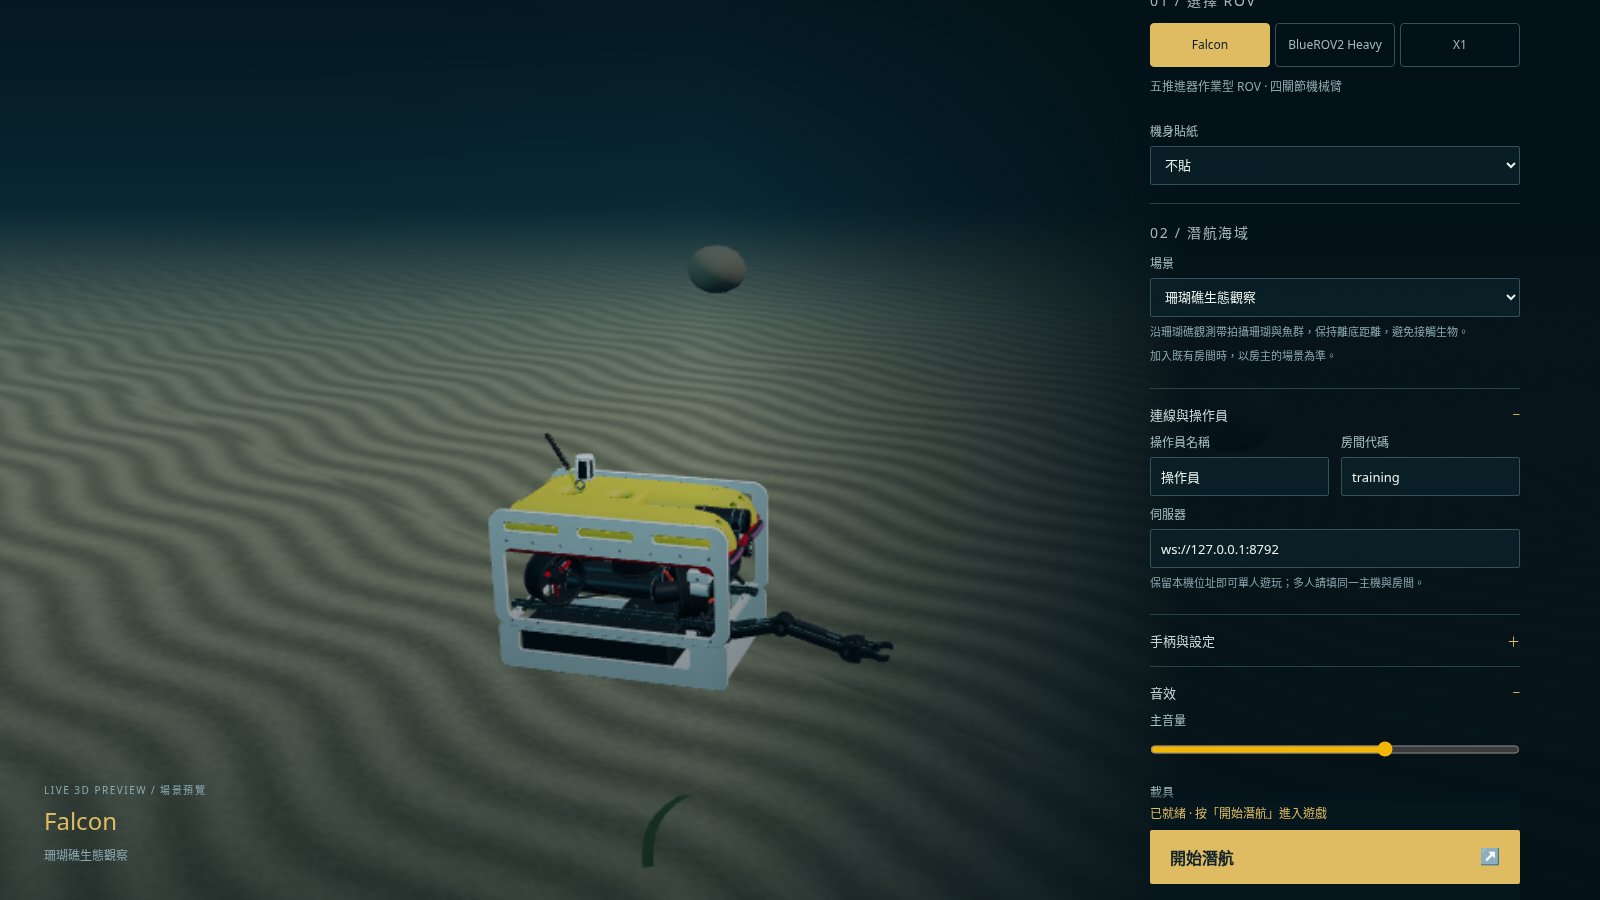 01 / 選擇 ROV
Falcon
BlueROV2 Heavy
X1
五推進器作業型 ROV · 四關節機械臂
機身貼紙
不貼
02 / 潛航海域
場景
珊瑚礁生態觀察
沿珊瑚礁觀測帶拍攝珊瑚與魚群，保持離底距離，避免接觸生物。
加入既有房間時，以房主的場景為準。
連線與操作員
操作員名稱
房間代碼
操作員
training
伺服器
ws://127.0.0.1:8792
保留本機位址即可單人遊玩；多人請填同一主機與房間。
手柄與設定
音效
主音量
載具
已就緒 · 按「開始潛航」進入遊戲
開始潛航
LIVE 3D PREVIEW / 場景預覽
Falcon
珊瑚礁生態觀察